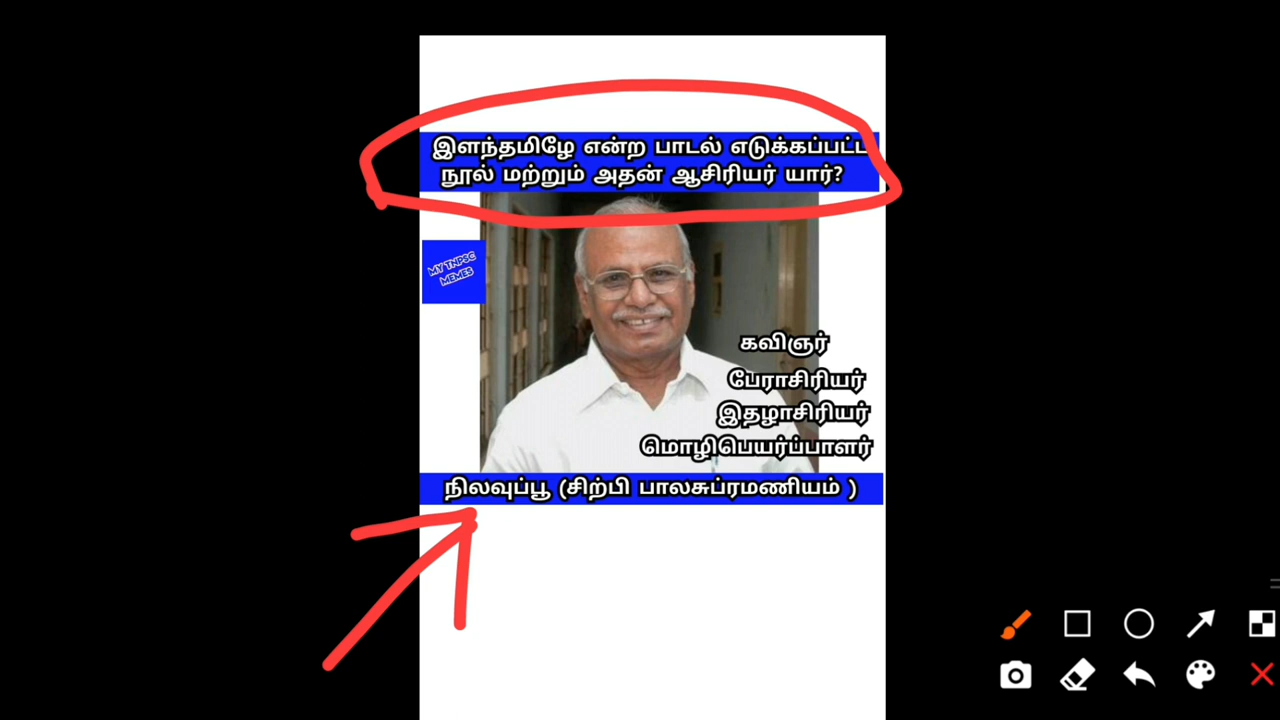 இளந்தமிழே என்ற பாடல் எடுக்கப்பட்ட
நூல் மற்றும் அதன் ஆசிரியர் யார்?
MY TNPSC
MEMES
கவிஞர்
பேராசிரியர்
இதழாசிரியர்
மொழிபெயர்ப்பாளர்
நிலவுப்பூ (சிற்பி பாலசுப்ரமணியம் )